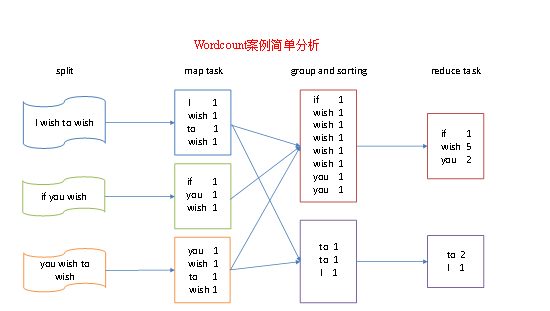 Wordcount案例简单分析
split
map task
group and sorting
reduce task
I wish to wish
I 1
wish 1
to 1
wish 1
if you wish
if 1
you 1
wish 1
you wish to
wish
you 1
wish 1
to 1
wish 1
if 1
wish 1
wish 1
wish 1
wish 1
wish 1
you 1
you 1
to 1
to 1
I 1
if 1
wish 5
you 2
to 2
I 1